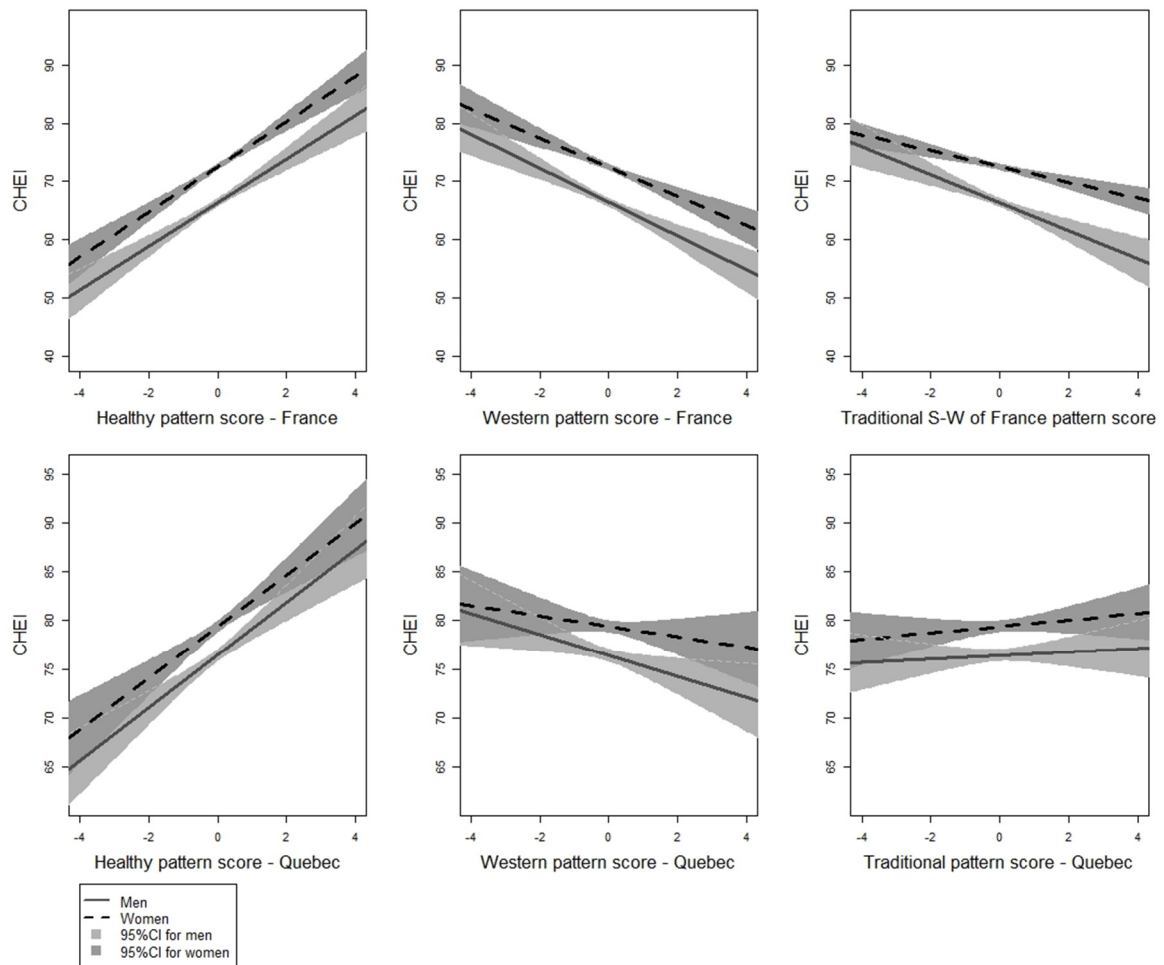 CHEI
90
80
70
60
50
40
-4 -2 0 2 4
Healthy pattern score - France
CHEI
90
80
70
60
50
40
-4 -2 0 2 4
Western pattern score - France
CHEI
90
80
70
60
50
40
-4 -2 0 2 4
Traditional S-W of France pattern score
CHEI
95
90
85
80
75
70
65
-4 -2 0 2 4
Healthy pattern score - Quebec
CHEI
95
90
85
80
75
70
65
-4 -2 0 2 4
Western pattern score - Quebec
CHEI
95
90
85
80
75
70
65
-4 -2 0 2 4
Traditional pattern score - Quebec
Men
Women
95%CI for men
95%CI for women